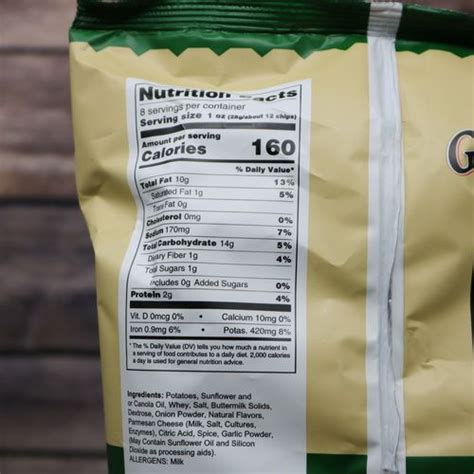 Nutrition Facts
8 servings per container
Serving size 1 oz (28g/about 12 chips)
Amount per serving
Calories 160
% Daily Value*
Total Fat 10g 13%
Saturated Fat 1g 5%
Trans Fat 0g
Cholesterol 0mg 0%
Sodium 170mg 7%
Total Carbohydrate 14g 5%
Dietary Fiber 1g 4%
Total Sugars 1g
Includes 0g Added Sugars 0%
Protein 2g 4%
Vit. D 0mcg 0% • Calcium 10mg 0%
Iron 0.9mg 6% • Potas. 420mg 8%
* The % Daily Value (DV) tells you how much a nutrient in
a serving of food contributes to a daily diet. 2,000 calories
a day is used for general nutrition advice.
Ingredients: Potatoes, Sunflower and
or Canola Oil, Whey, Salt, Buttermilk Solids,
Dextrose, Onion Powder, Natural Flavors,
Parmesan Cheese (Milk, Salt, Cultures,
Enzymes), Citric Acid, Spice, Garlic Powder,
(May Contain Sunflower Oil and Silicon
Dioxide as processing aids).
ALLERGENS: Milk
G